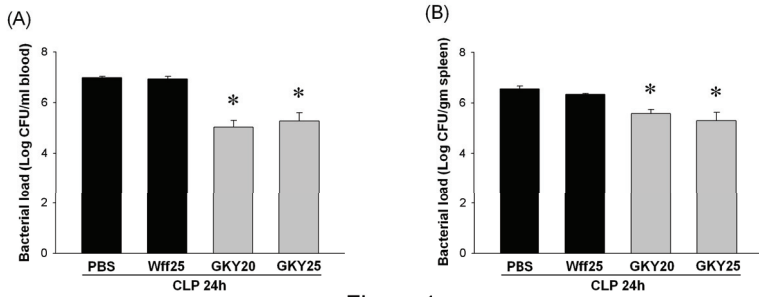 (A)
Bacterial load (Log CFU/ml blood)
8
6
4
2
0
*
*
PBS Wff25 GKY20 GKY25
CLP 24h
(B)
Bacterial load (Log CFU/gm spleen)
8
6
4
2
0
*
*
PBS Wff25 GKY20 GKY25
CLP 24h